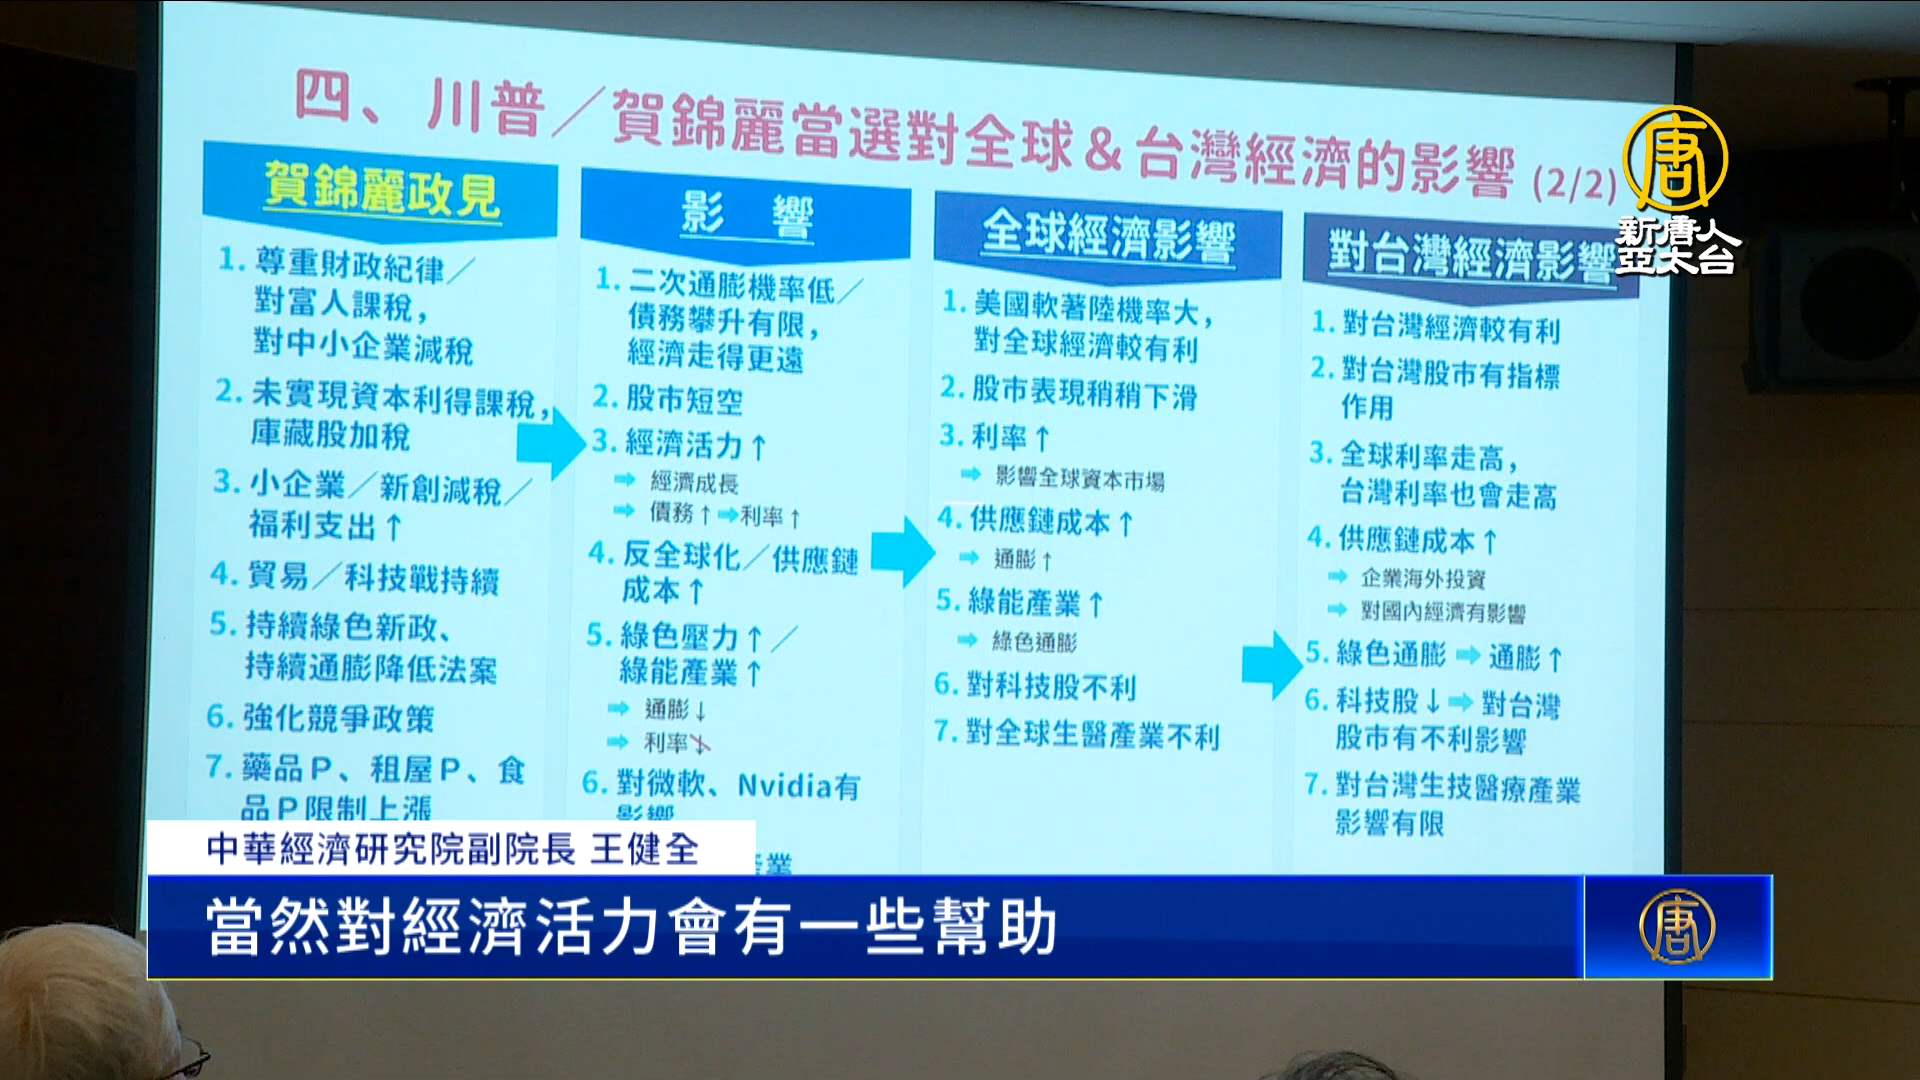 四、川普／賀錦麗當選對全球＆台灣經濟的影響 (2/2)
唐
新唐人
亞太台
賀錦麗政見
1. 尊重財政紀律／
對富人課稅，
對中小企業減稅
2. 未實現資本利得課稅，
庫藏股加稅
3. 小企業／新創減稅／
福利支出↑
4. 貿易／科技戰持續
5. 持續綠色新政、
持續通膨降低法案
6. 強化競爭政策
7. 藥品P、租屋P、食
品P限制上漲
影 響
1. 二次通膨機率低／
債務攀升有限，
經濟走得更遠
2. 股市短空
3. 經濟活力↑
➡ 經濟成長
➡ 債務↑➡利率↑
4. 反全球化／供應鏈
成本↑
5. 綠色壓力↑／
綠能產業↑
➡ 通膨↓
➡ 利率↓
6. 對微軟、Nvidia有
影響
業
全球經濟影響
1. 美國軟著陸機率大，
對全球經濟較有利
2. 股市表現稍稍下滑
3. 利率↑
➡ 影響全球資本市場
4. 供應鏈成本↑
➡ 通膨↑
5. 綠能產業↑
➡ 綠色通膨
6. 對科技股不利
7. 對全球生醫產業不利
對台灣經濟影響
1. 對台灣經濟較有利
2. 對台灣股市有指標
作用
3. 全球利率走高，
台灣利率也會走高
4. 供應鏈成本↑
➡ 企業海外投資
➡ 對國內經濟有影響
5. 綠色通膨➡通膨↑
6. 科技股↓➡對台灣
股市有不利影響
7. 對台灣生技醫療產業
影響有限
中華經濟研究院副院長 王健全
當然對經濟活力會有一些幫助
唐